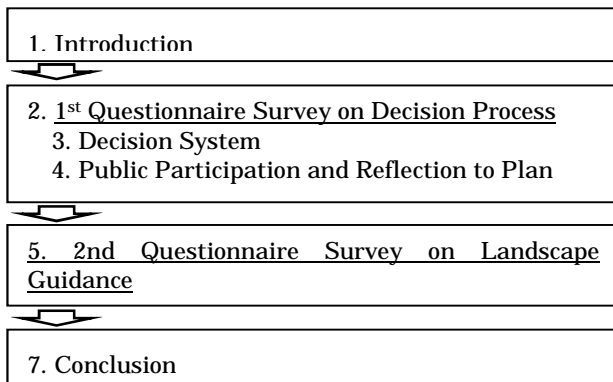 1. Introduction
2. 1st Questionnaire Survey on Decision Process
3. Decision System
4. Public Participation and Reflection to Plan
5. 2nd Questionnaire Survey on Landscape
Guidance
7. Conclusion